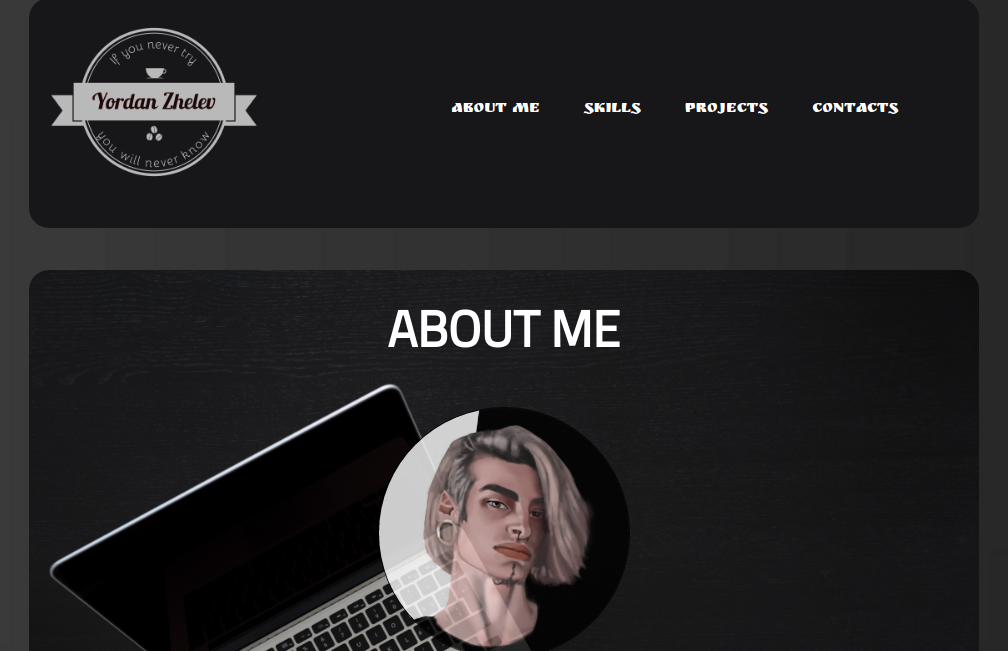 If you never try
Yordan Zhelev
you will never know
ABOUT ME SKILLS PROJECTS CONTACTS
ABOUT ME